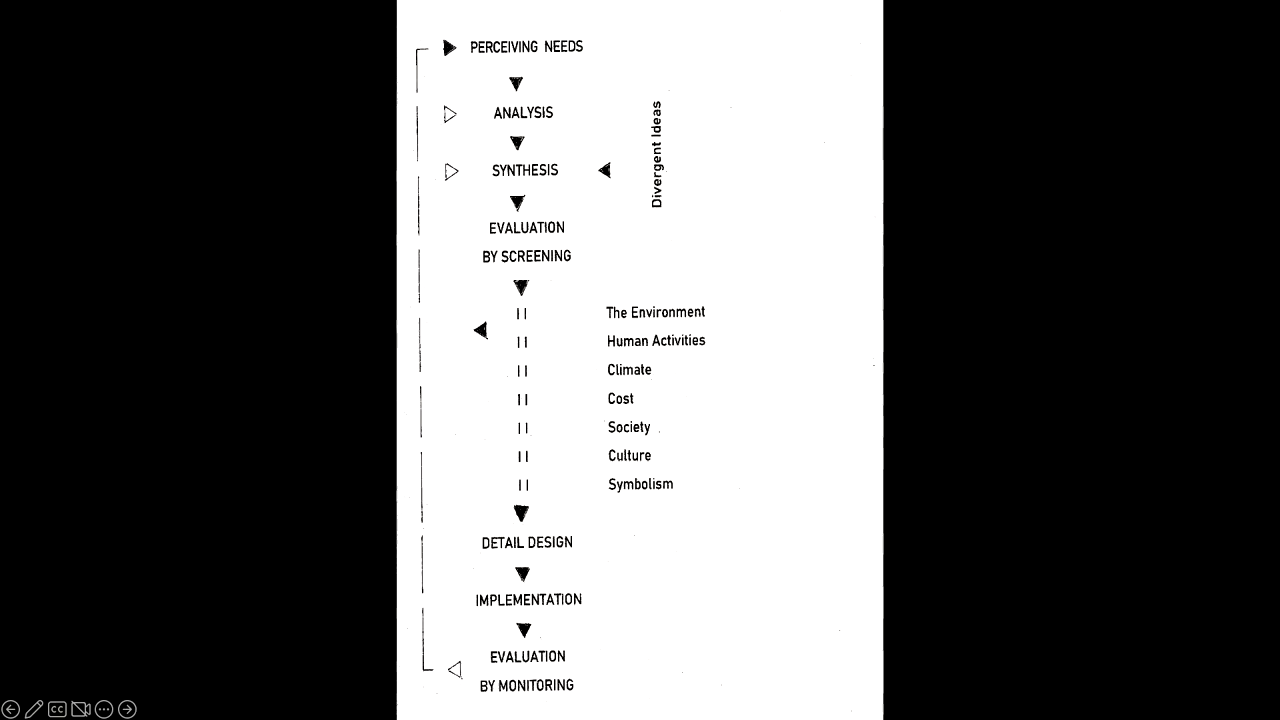 PERCEIVING NEEDS
ANALYSIS
Divergent Ideas
SYNTHESIS
EVALUATION
BY SCREENING
The Environment
Human Activities
Climate
Cost
Society
Culture
Symbolism
DETAIL DESIGN
IMPLEMENTATION
EVALUATION
BY MONITORING
CC